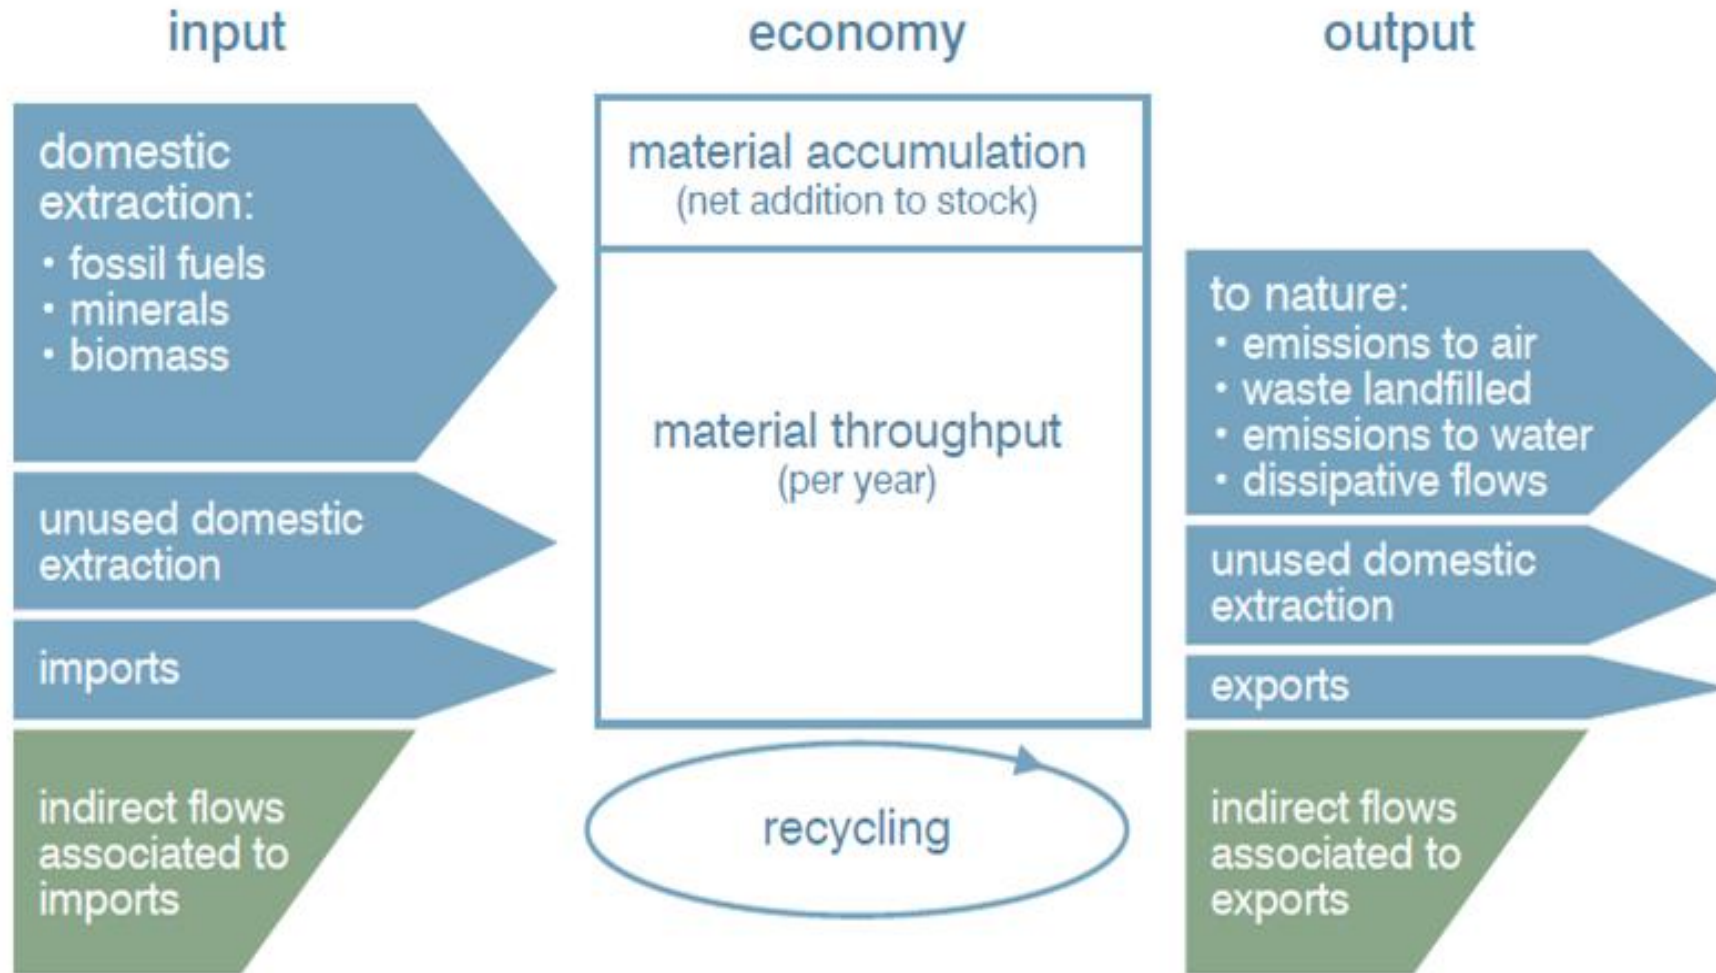 input
economy
output
domestic
extraction:
• fossil fuels
• minerals
• biomass
unused domestic
extraction
imports
indirect flows
associated to
imports
material accumulation
(net addition to stock)
material throughput
(per year)
recycling
to nature:
• emissions to air
• waste landfilled
• emissions to water
• dissipative flows
unused domestic
extraction
exports
indirect flows
associated to
exports